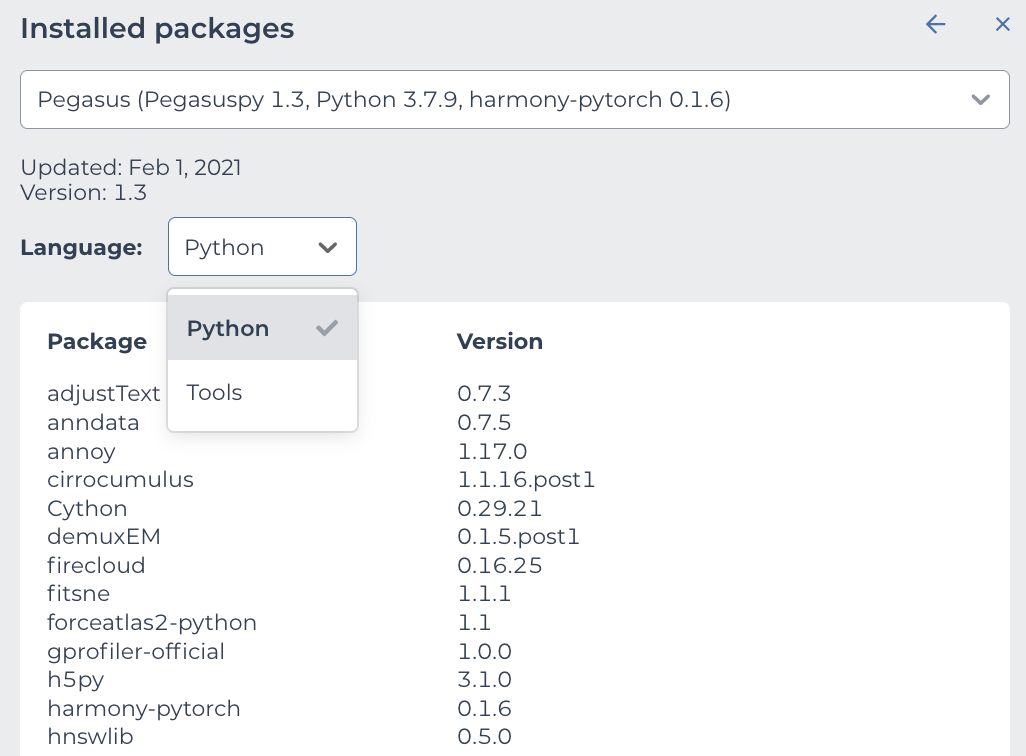 Installed packages
Pegasus (Pegasuspy 1.3, Python 3.7.9, harmony-pytorch 0.1.6)
Updated: Feb 1, 2021
Version: 1.3
Language: Python
Python
Tools
Package Version
adjustText 0.7.3
anndata 0.7.5
annoy 1.17.0
cirrocumulus 1.1.16.post1
Cython 0.29.21
demuxEM 0.1.5.post1
firecloud 0.16.25
fitsne 1.1.1
forceatlas2-python 1.1
gprofiler-official 1.0.0
h5py 3.1.0
harmony-pytorch 0.1.6
hnswlib 0.5.0